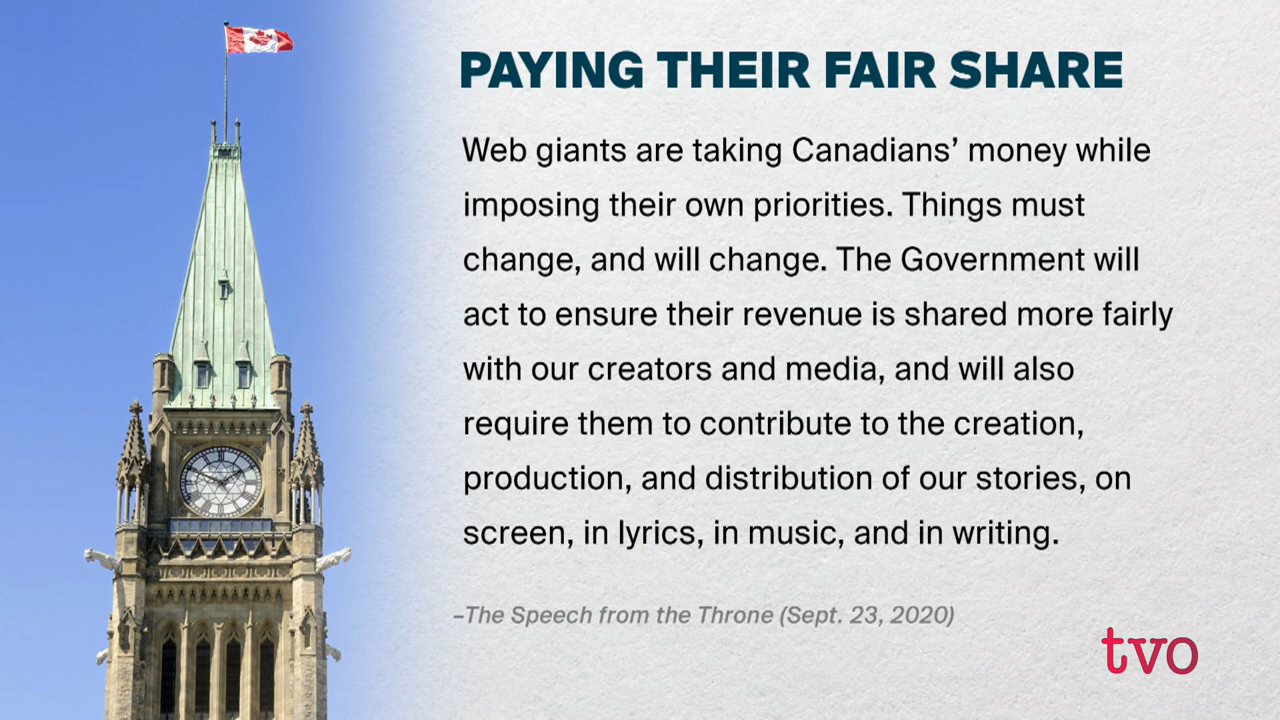 PAYING THEIR FAIR SHARE
Web giants are taking Canadians’ money while
imposing their own priorities. Things must
change, and will change. The Government will
act to ensure their revenue is shared more fairly
with our creators and media, and will also
require them to contribute to the creation,
production, and distribution of our stories, on
screen, in lyrics, in music, and in writing.
–The Speech from the Throne (Sept. 23, 2020)
tvo